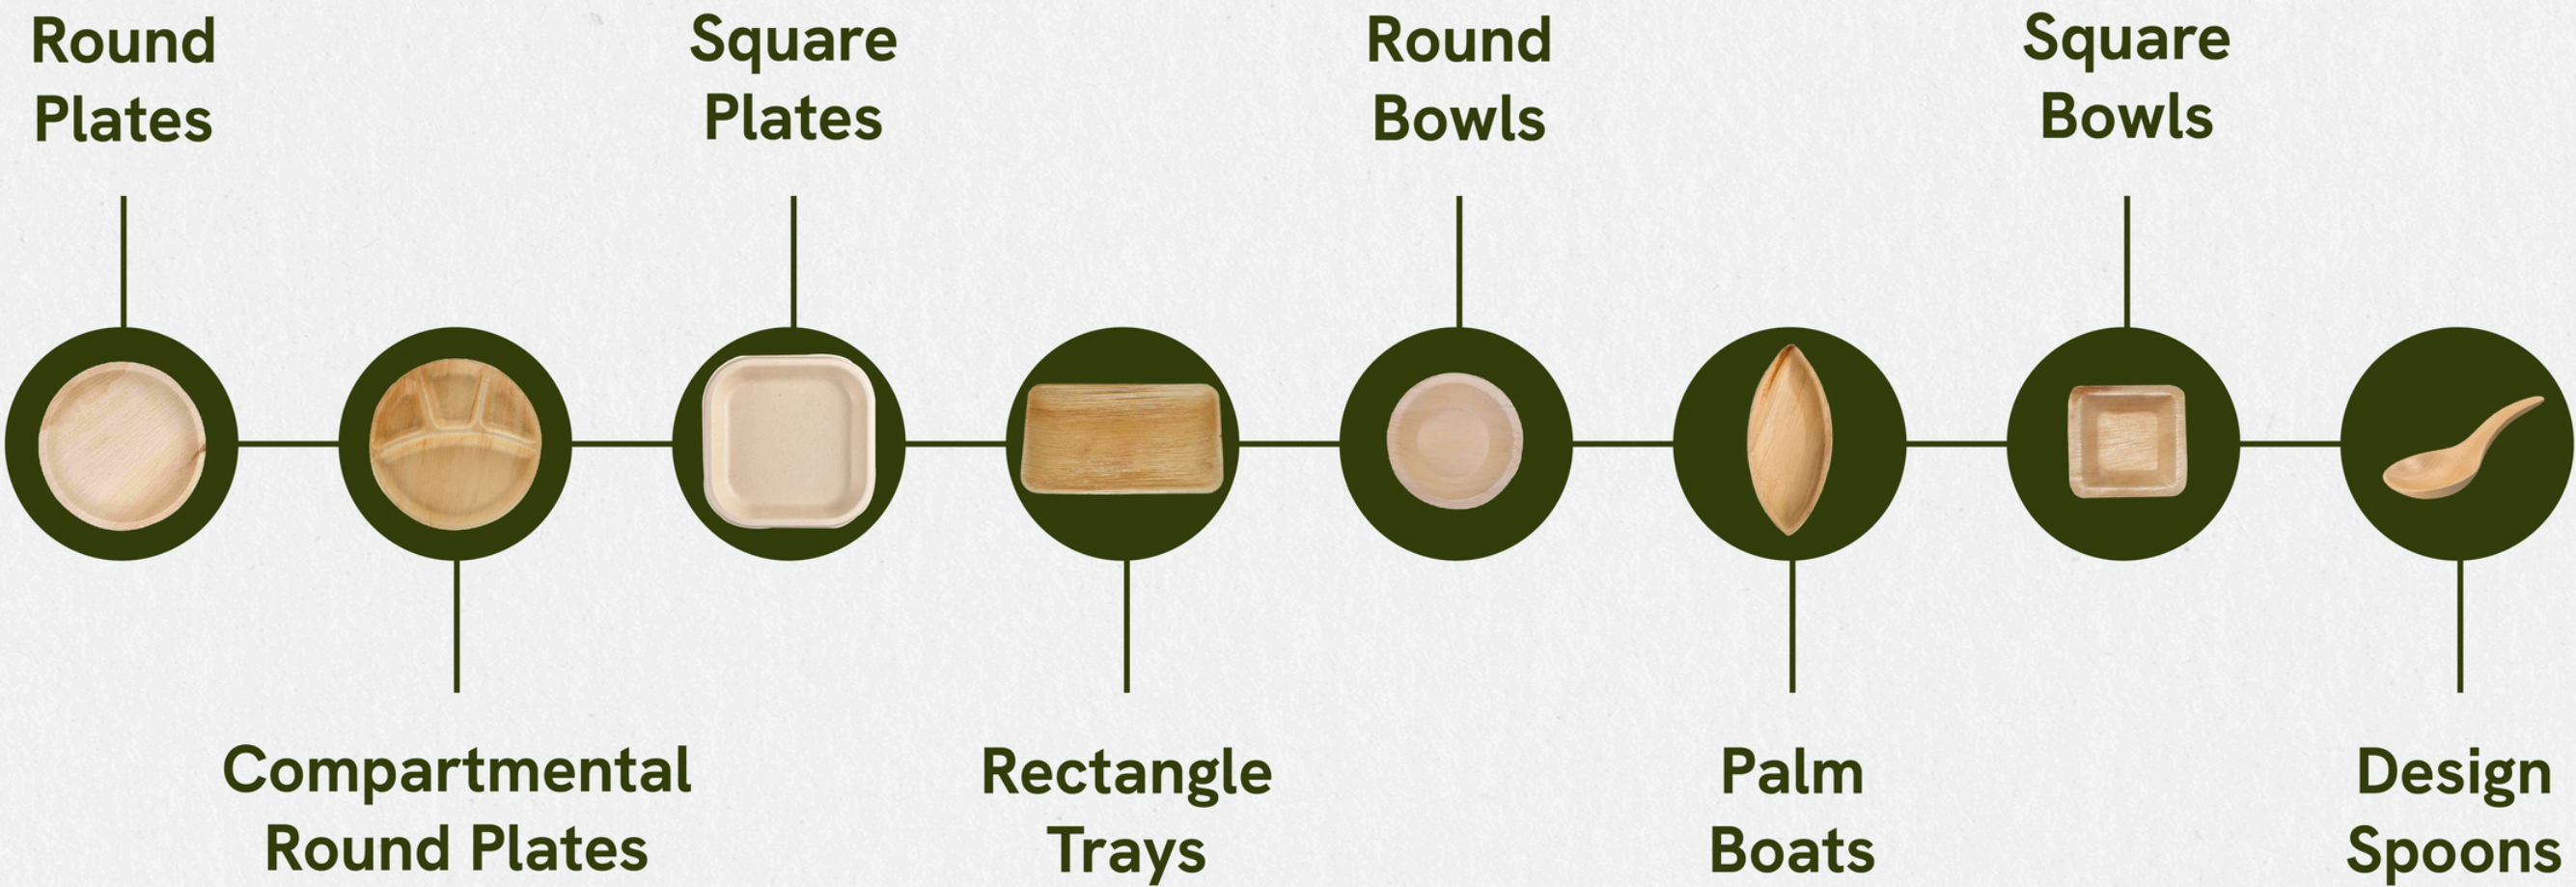 Round
Plates
Square
Plates
Round
Bowls
Square
Bowls
Compartmental
Round Plates
Rectangle
Trays
Palm
Boats
Design
Spoons